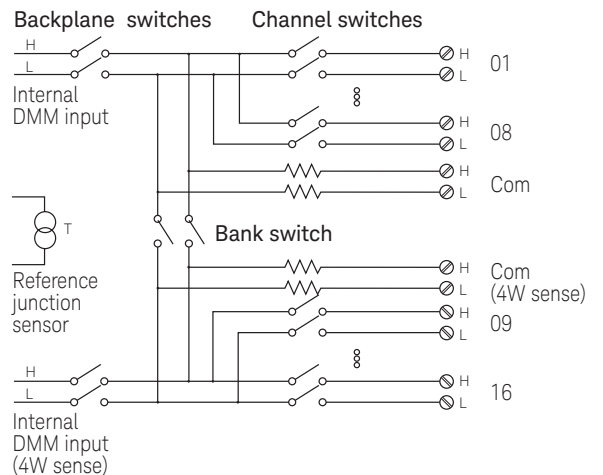 Backplane switches
Channel switches
H
L
Internal
DMM input
H
L
01
H
L
08
H
L
Com
T
Reference
junction
sensor
Bank switch
H
L
Com
(4W sense)
H
L
09
H
L
Internal
DMM input
(4W sense)
H
L
16